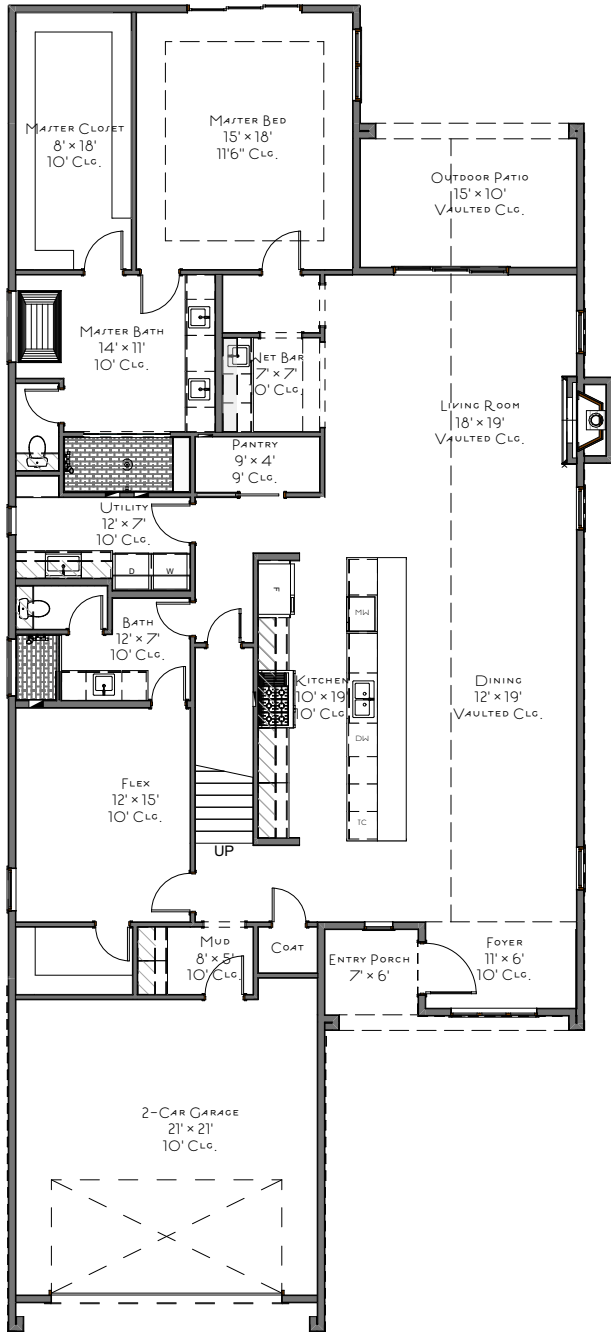 Master Closet
8' × 18'
10' Clg.
Master Bed
15' × 18'
11'6" Clg.
Outdoor Patio
15' × 10'
Vaulted Clg.
Master Bath
14' × 11'
10' Clg.
Wet Bar
7' × 7'
0' Clg.
Living Room
18' × 19'
Vaulted Clg.
Pantry
9' × 4'
9' Clg.
Utility
12' × 7'
10' Clg.
D
W
F
Bath
12' × 7'
10' Clg.
MW
Kitchen
10' × 19'
10' Clg.
DW
Dining
12' × 19'
Vaulted Clg.
Flex
12' × 15'
10' Clg.
TC
UP
Mud
8' × 5'
10' Clg.
Coat
Entry Porch
7' × 6'
Foyer
11' × 6'
10' Clg.
2-Car Garage
21' × 21'
10' Clg.